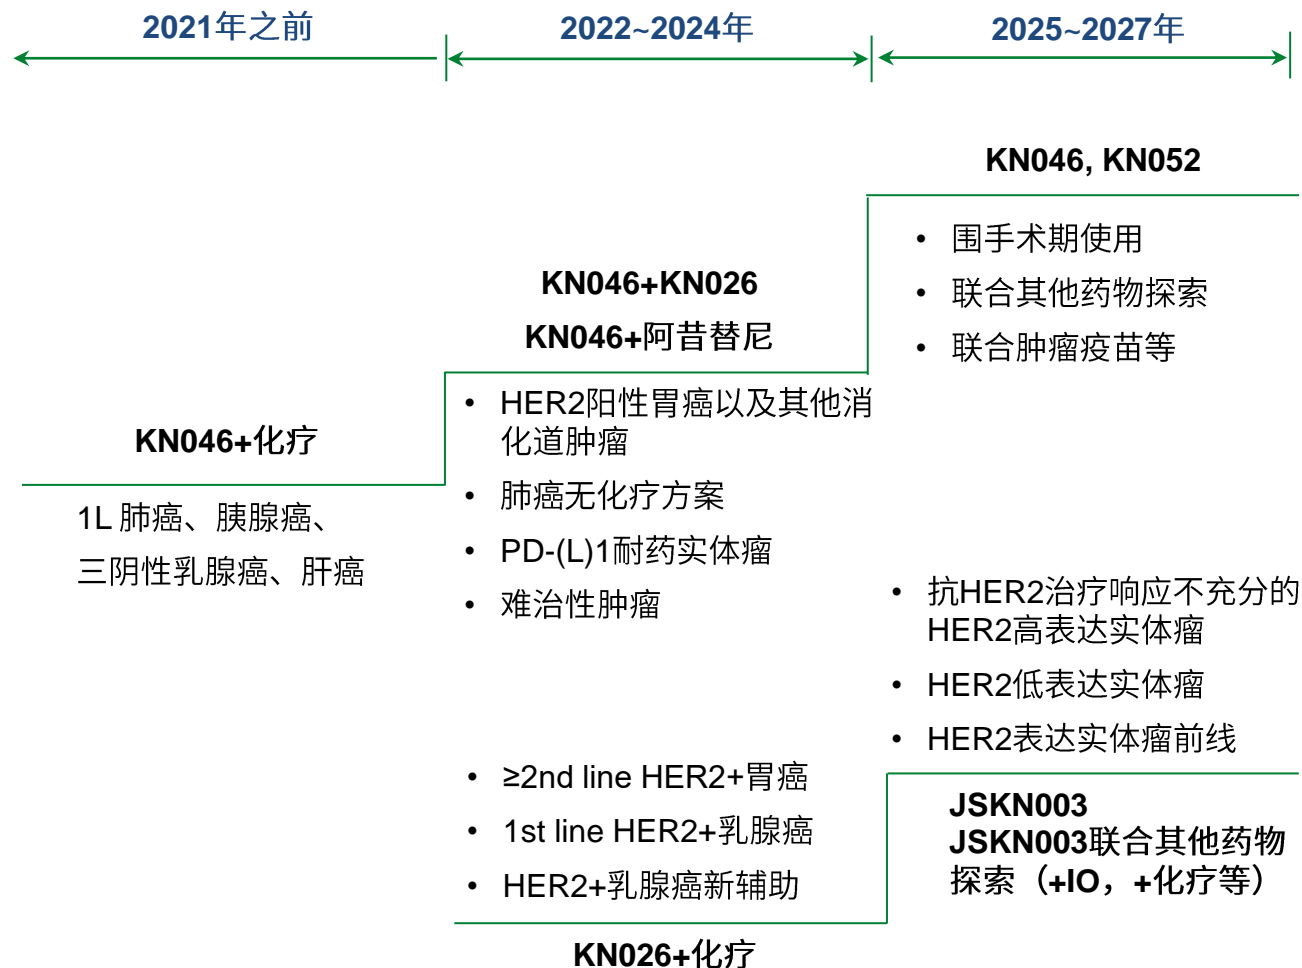 2021年之前
2022~2024年
2025~2027年
KN046+化疗
1L 肺癌、胰腺癌、
三阴性乳腺癌、肝癌
KN046+KN026
KN046+阿昔替尼
• HER2阳性胃癌以及其他消
化道肿瘤
• 肺癌无化疗方案
• PD-(L)1耐药实体瘤
• 难治性肿瘤
• ≥2nd line HER2+胃癌
• 1st line HER2+乳腺癌
• HER2+乳腺癌新辅助
KN026+化疗
KN046, KN052
• 围手术期使用
• 联合其他药物探索
• 联合肿瘤疫苗等
• 抗HER2治疗响应不充分的
HER2高表达实体瘤
• HER2低表达实体瘤
• HER2表达实体瘤前线
JSKN003
JSKN003联合其他药物
探索（+IO，+化疗等）